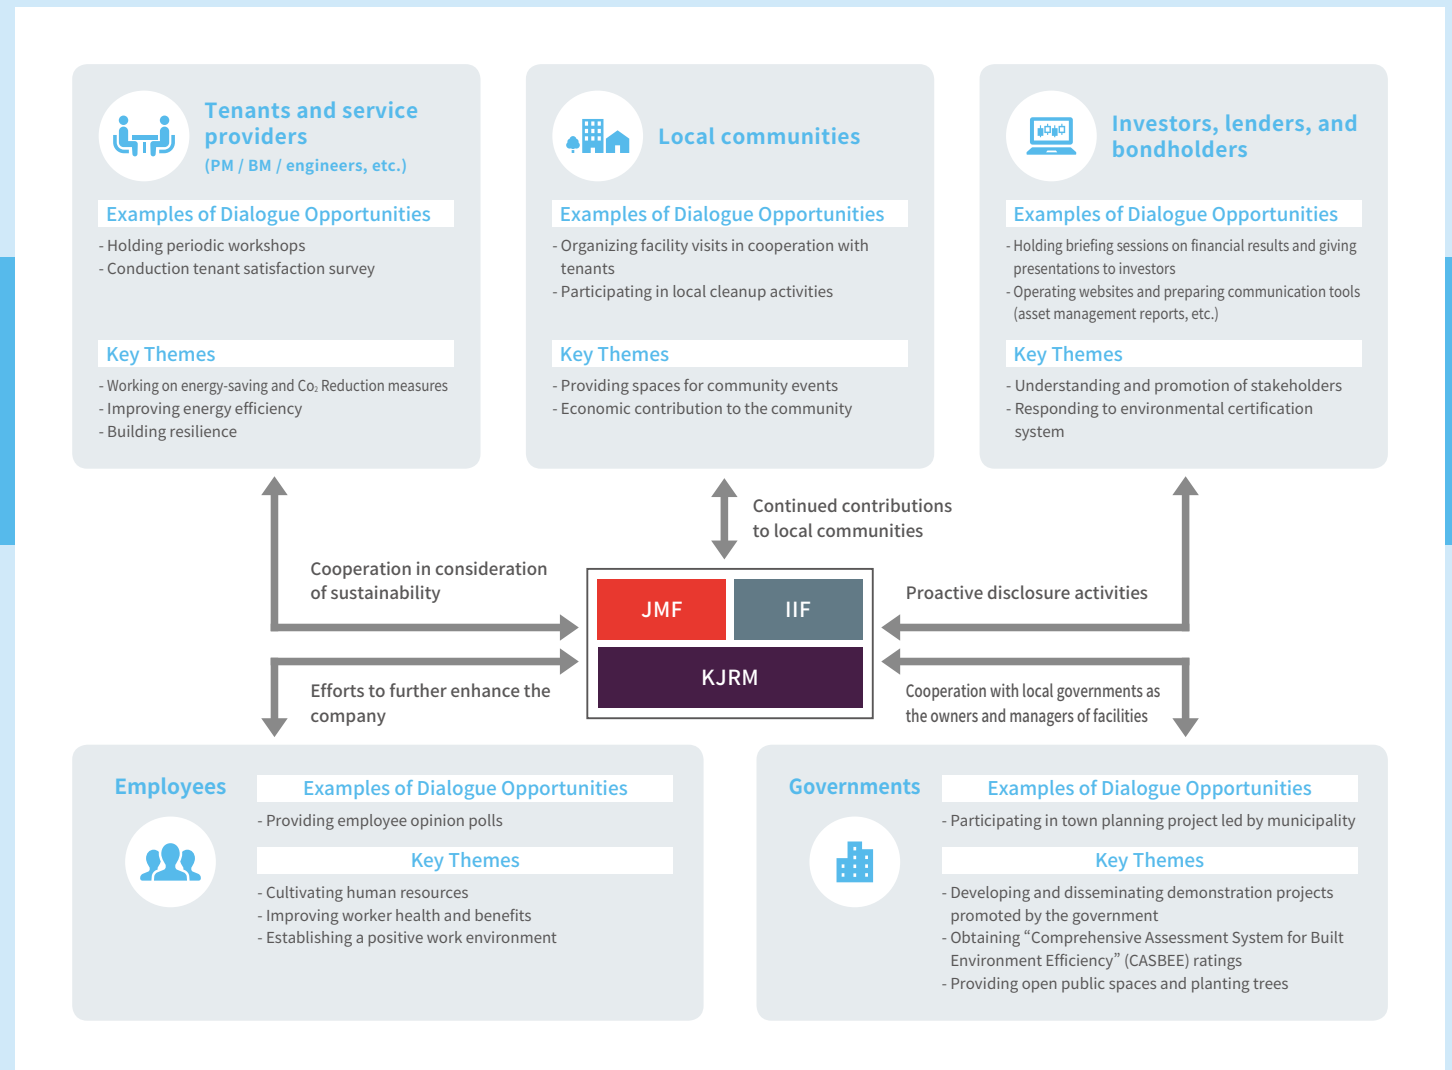 Tenants and service
providers
(PM / BM / engineers, etc.)
Examples of Dialogue Opportunities
- Holding periodic workshops
- Conduction tenant satisfaction survey
Key Themes
- Working on energy-saving and Co₂ Reduction measures
- Improving energy efficiency
- Building resilience
Local communities
Examples of Dialogue Opportunities
- Organizing facility visits in cooperation with
tenants
- Participating in local cleanup activities
Key Themes
- Providing spaces for community events
- Economic contribution to the community
Investors, lenders, and
bondholders
Examples of Dialogue Opportunities
- Holding briefing sessions on financial results and giving
presentations to investors
- Operating websites and preparing communication tools
(asset management reports, etc.)
Key Themes
- Understanding and promotion of stakeholders
- Responding to environmental certification
system
Continued contributions
to local communities
Cooperation in consideration
of sustainability
Proactive disclosure activities
JMF
IIF
KJRM
Efforts to further enhance the
company
Cooperation with local governments as
the owners and managers of facilities
Employees
Examples of Dialogue Opportunities
- Providing employee opinion polls
Key Themes
- Cultivating human resources
- Improving worker health and benefits
- Establishing a positive work environment
Governments
Examples of Dialogue Opportunities
- Participating in town planning project led by municipality
Key Themes
- Developing and disseminating demonstration projects
promoted by the government
- Obtaining “Comprehensive Assessment System for Built
Environment Efficiency” (CASBEE) ratings
- Providing open public spaces and planting trees